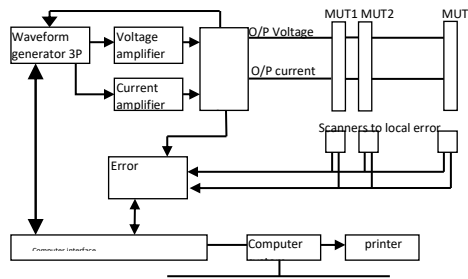 MUT1 MUT2
MUT
Waveform
generator 3P
Voltage
amplifier
O/P Voltage
O/P current
Current
amplifier
Scanners to local error
Error
Computer interface
Computer
printer